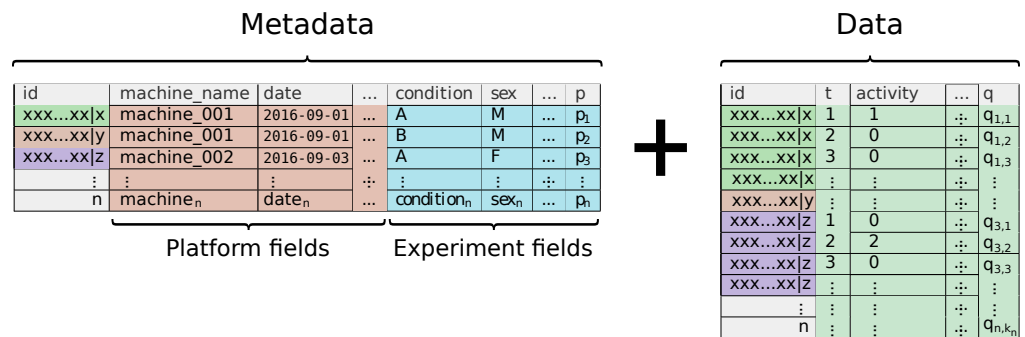 Metadata
Data
id machine_name date ... condition sex ... p
xxx...xx|x machine_001 2016-09-01 ... A M ... p1
xxx...xx|y machine_001 2016-09-01 ... B M ... p2
xxx...xx|z machine_002 2016-09-03 ... A F ... p3
⋮ ⋮ ⋮ ⋰ ⋮ ⋮ ⋰ ⋮
n machinen daten ... conditionn sexn ... pn
Platform fields
Experiment fields
+
id t activity ... q
xxx...xx|x 1 1 ⋰ q1,1
xxx...xx|x 2 0 ⋰ q1,2
xxx...xx|x 3 0 ⋰ q1,3
xxx...xx|x ⋮ ⋮ ⋰ ⋮
xxx...xx|y ⋮ ⋮ ⋰ ⋮
xxx...xx|z 1 0 ⋰ q3,1
xxx...xx|z 2 2 ⋰ q3,2
xxx...xx|z 3 0 ⋰ q3,3
xxx...xx|z ⋮ ⋮ ⋰ ⋮
⋮ ⋮ ⋮ ⋰ ⋮
n ⋮ ⋮ ⋰ qn,kn